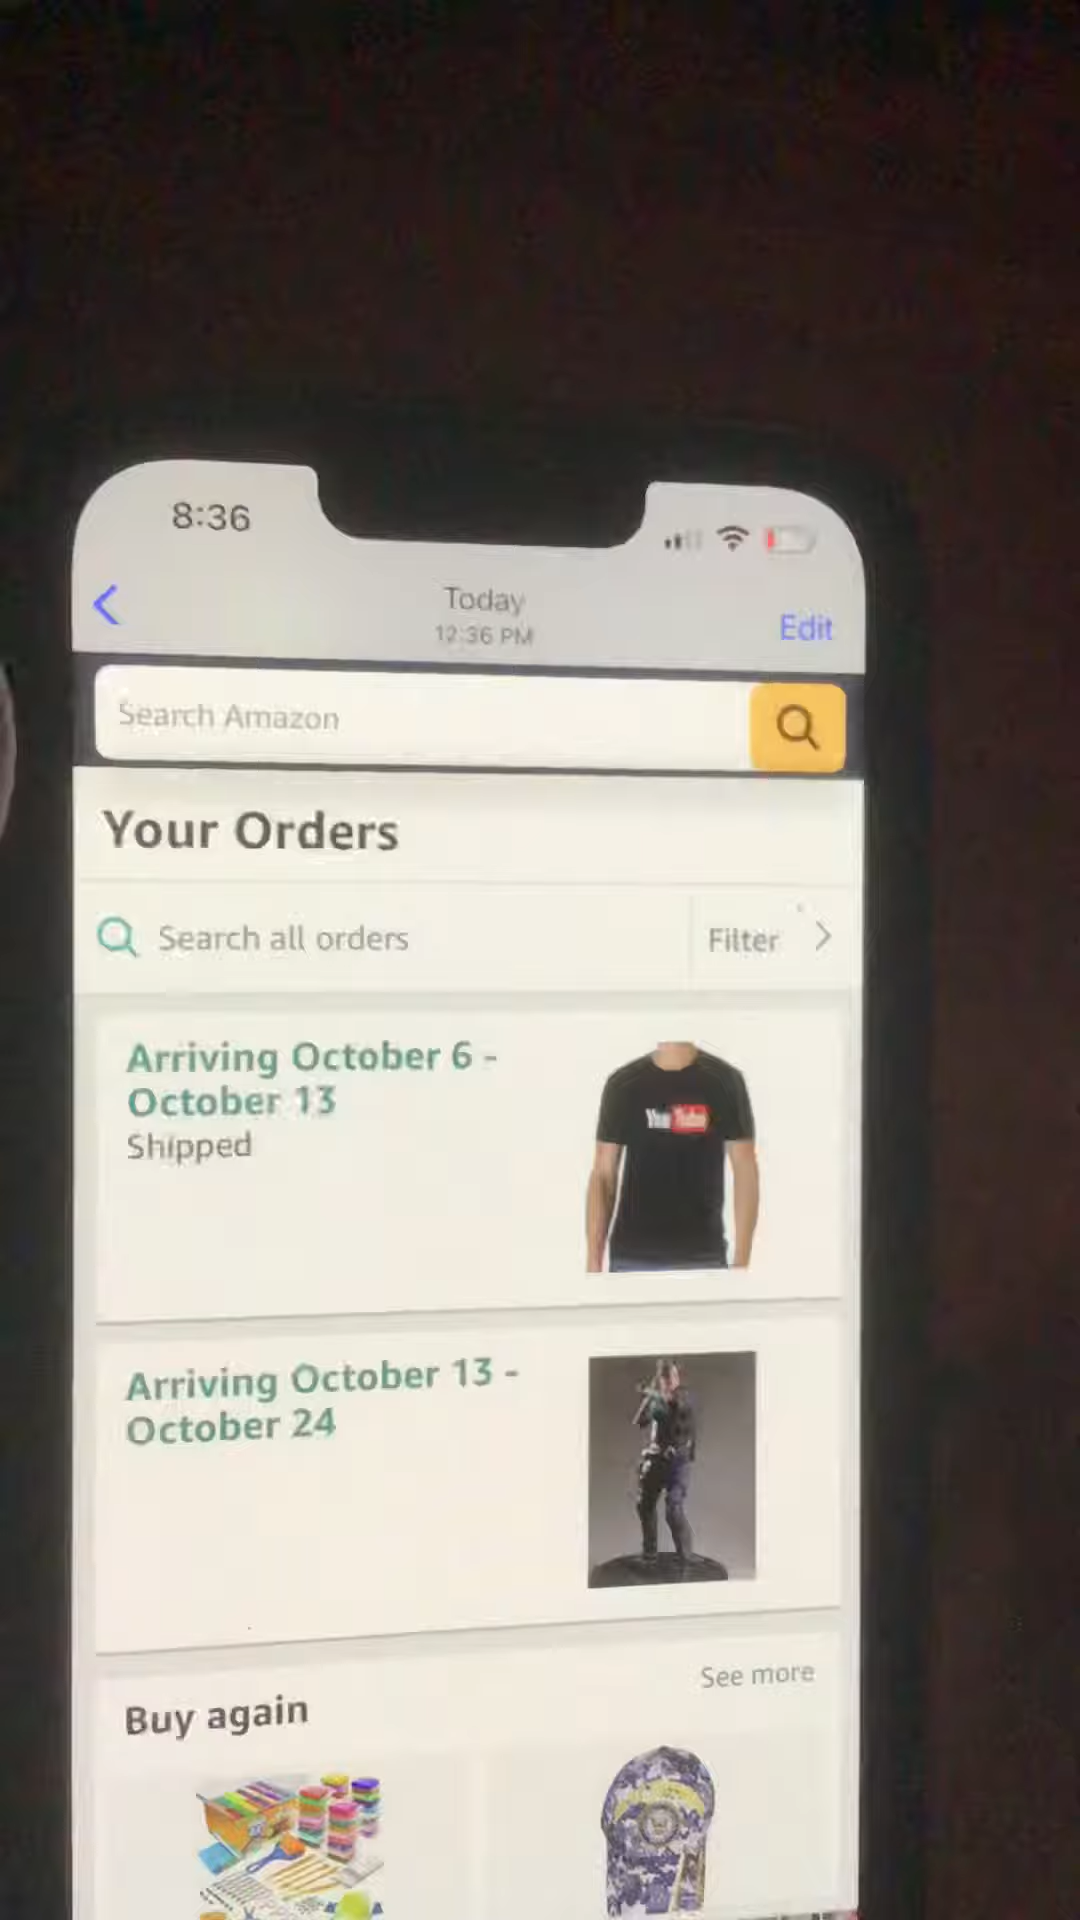 8:36
Today
12:36 PM
Edit
Search Amazon
Your Orders
Search all orders
Filter
Arriving October 6 -
October 13
Shipped
YouTube
Arriving October 13 -
October 24
See more
Buy again